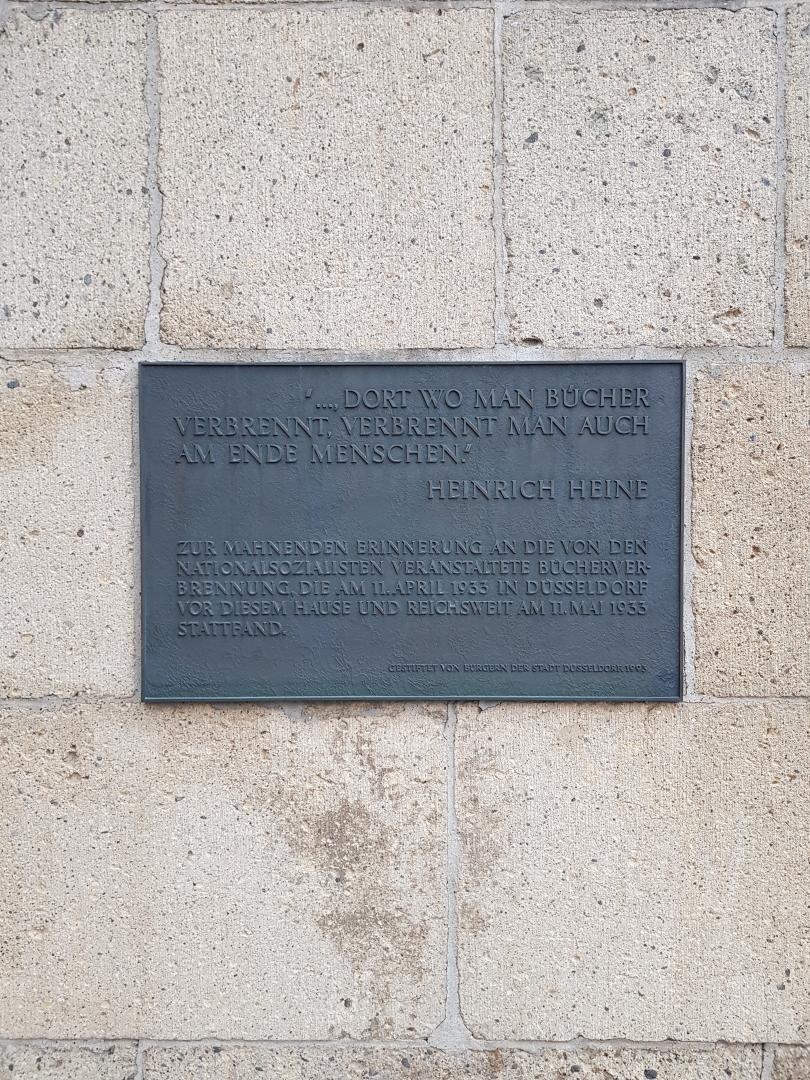 "..., DORT WO MAN BÜCHER
VERBRENNT, VERBRENNT MAN AUCH
AM ENDE MENSCHEN."
HEINRICH HEINE
ZUR MAHNENDEN ERINNERUNG AN DIE VON DEN
NATIONALSOZIALISTEN VERANSTALTETE BÜCHERVER-
BRENNUNG, DIE AM 11. APRIL 1933 IN DÜSSELDORF
VOR DIESEM HAUSE UND REICHSWEIT AM 11. MAI 1933
STATTFAND.
GESTIFTET VON BÜRGERN DER STADT DÜSSELDORF 1993